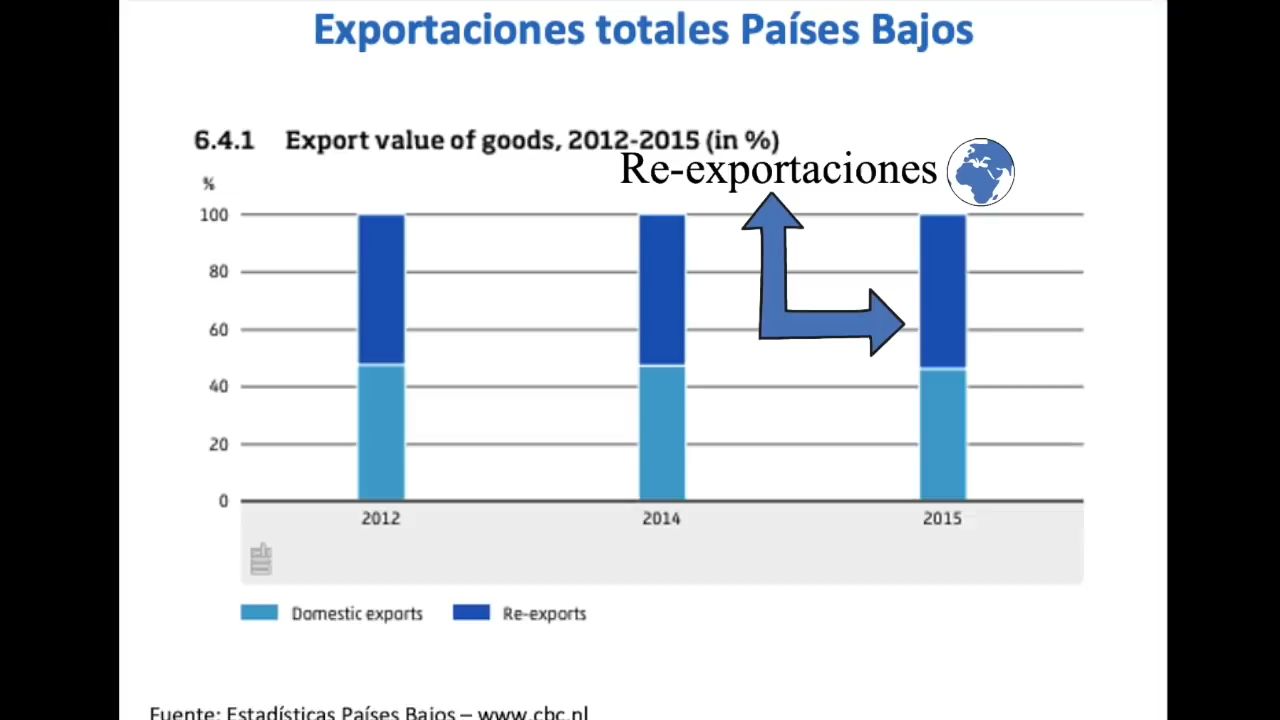 Exportaciones totales Países Bajos
6.4.1 Export value of goods, 2012-2015 (in %)
Re-exportaciones
%
100
80
60
40
20
0
2012 2014 2015
Domestic exports Re-exports
Fuente: Estadísticas Países Bajos – www.cbc.nl